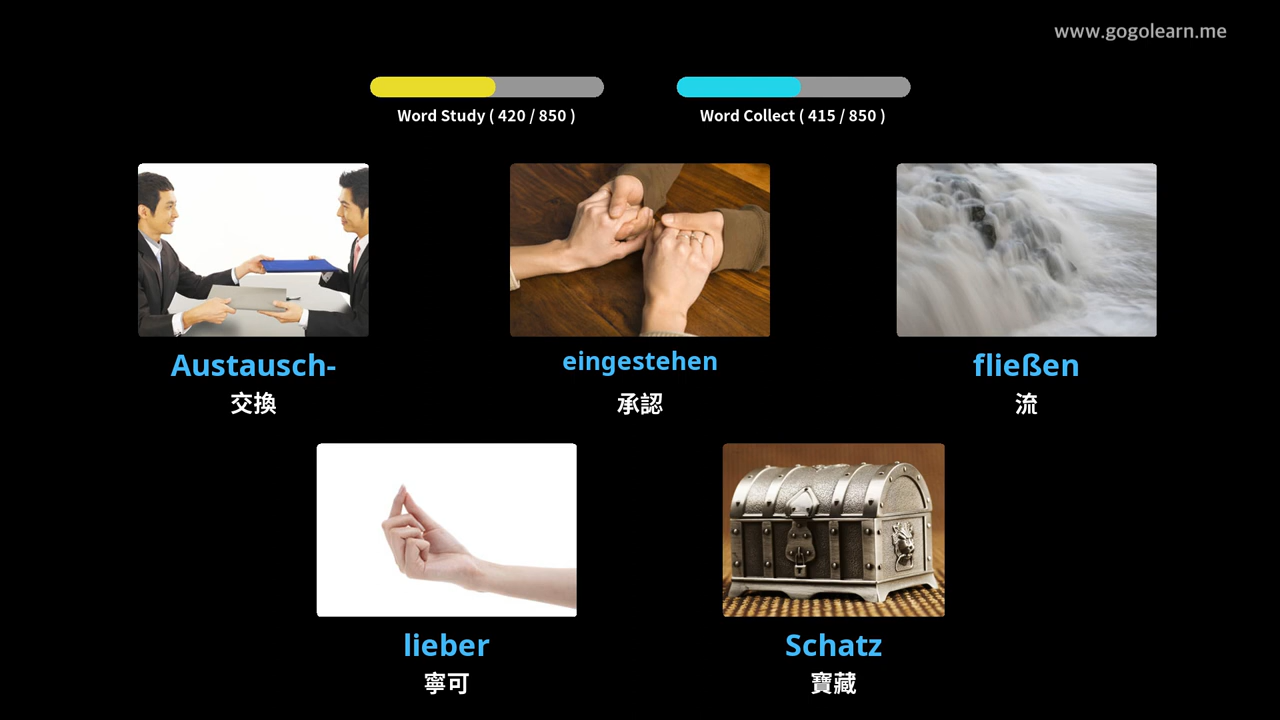 www.gogolearn.me
Word Study ( 420 / 850 )
Word Collect ( 415 / 850 )
Austausch-
交換
eingestehen
承認
fließen
流
lieber
寧可
Schatz
寶藏